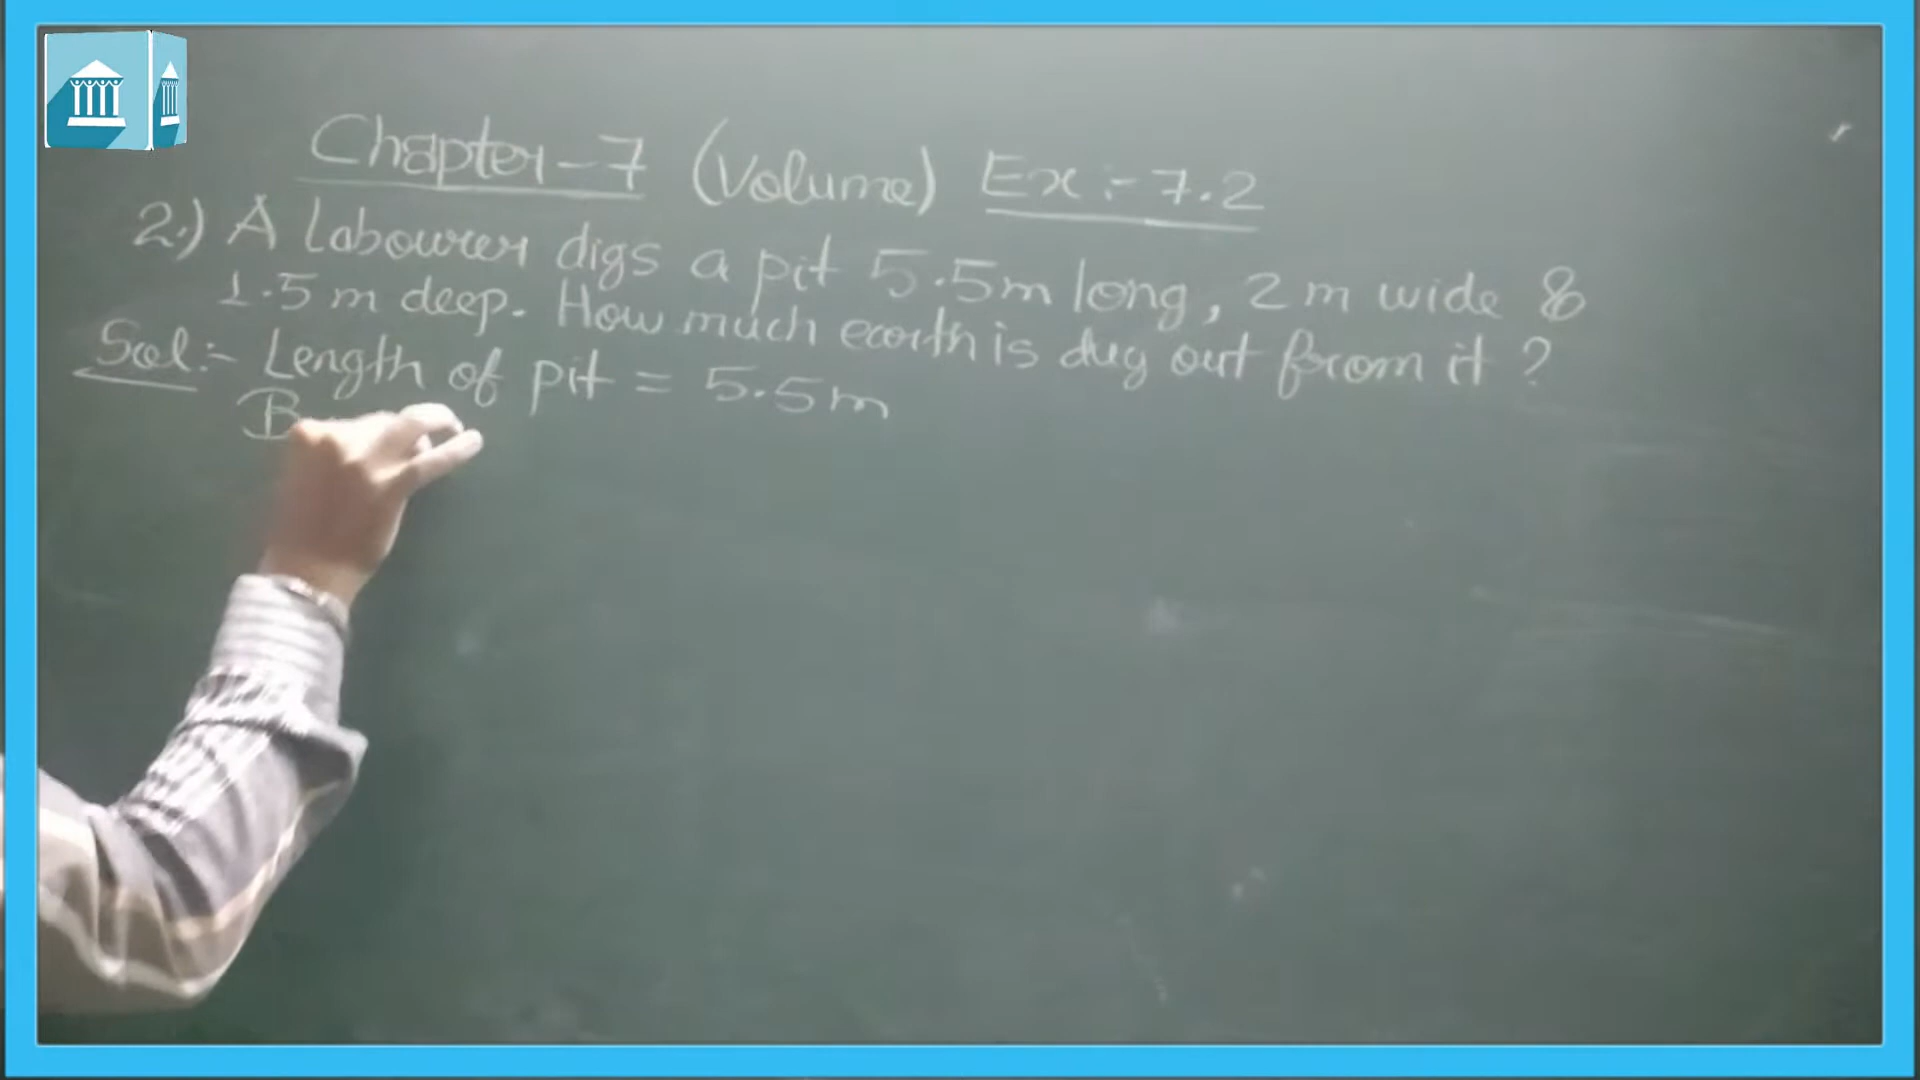 Chapter-7 (Volume) Ex:-7.2
2.) A Labourer digs a pit 5.5m long, 2m wide &
1.5m deep. How much earth is dug out from it ?
Sol:- Length of pit = 5.5m
B